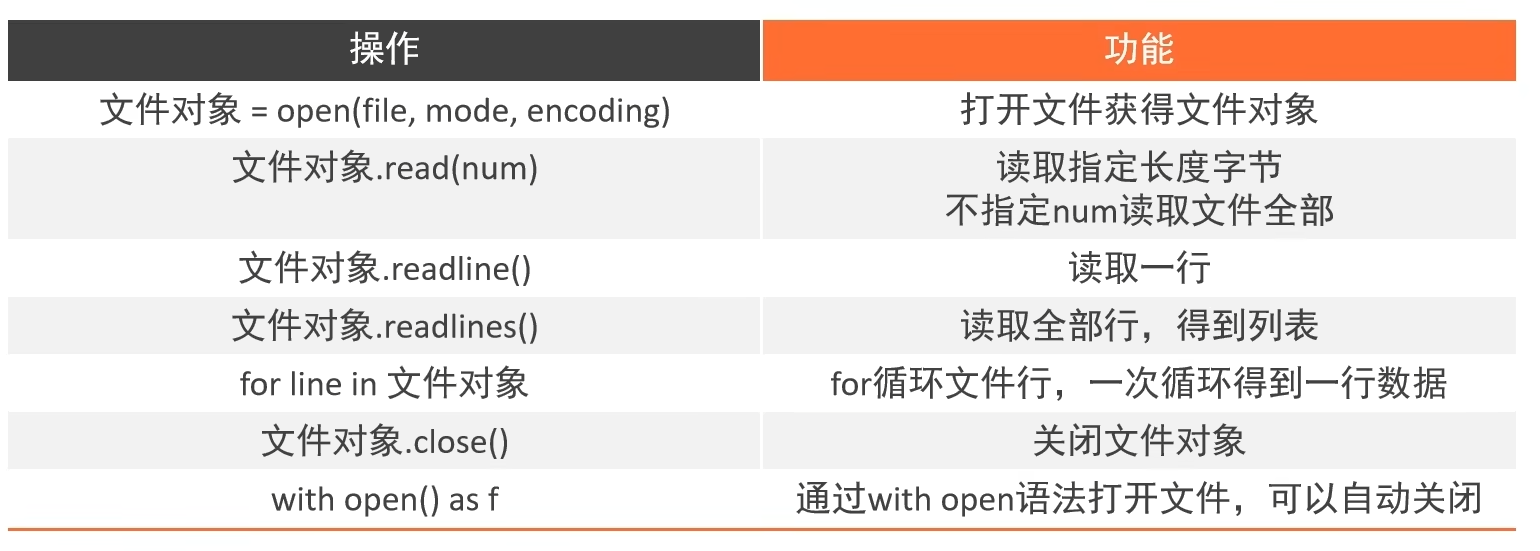 操作 功能
文件对象 = open(file, mode, encoding) 打开文件获得文件对象
文件对象.read(num) 读取指定长度字节
不指定num读取文件全部
文件对象.readline() 读取一行
文件对象.readlines() 读取全部行，得到列表
for line in 文件对象 for循环文件行，一次循环得到一行数据
文件对象.close() 关闭文件对象
with open() as f 通过with open语法打开文件，可以自动关闭